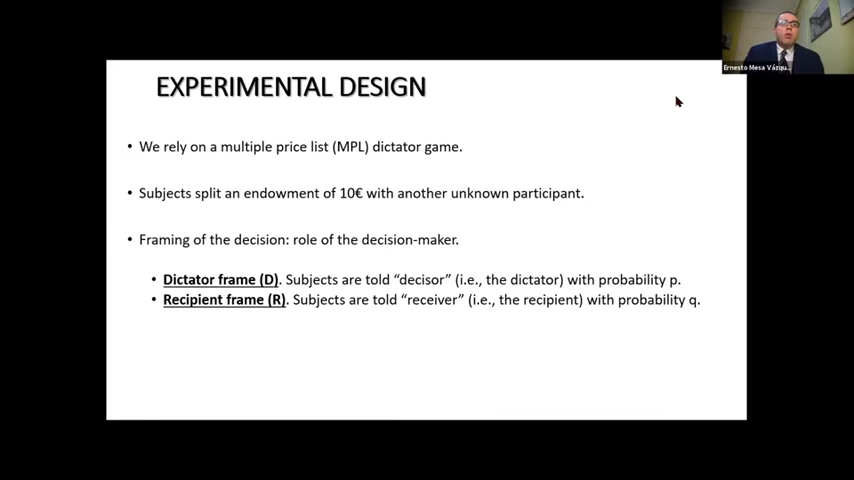 Ernesto Mesa Vázqu...
EXPERIMENTAL DESIGN
• We rely on a multiple price list (MPL) dictator game.
• Subjects split an endowment of 10€ with another unknown participant.
• Framing of the decision: role of the decision-maker.
• Dictator frame (D). Subjects are told “decisor” (i.e., the dictator) with probability p.
• Recipient frame (R). Subjects are told “receiver” (i.e., the recipient) with probability q.